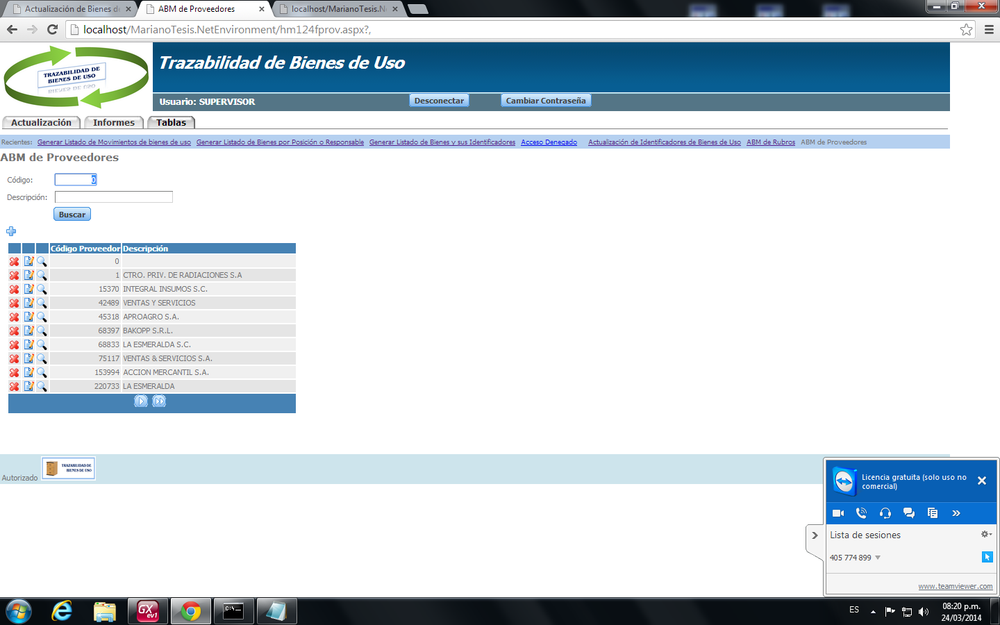 Actualización de Bienes de
ABM de Proveedores
localhost/MarianoTesis.Ne
localhost/MarianoTesis.NetEnvironment/hm124fprov.aspx?,
TRAZABILIDAD DE
BIENES DE USO
Trazabilidad de Bienes de Uso
Usuario: SUPERVISOR
Desconectar
Cambiar Contraseña
Actualización
Informes
Tablas
Recientes: Generar Listado de Movimientos de bienes de uso Generar Listado de Bienes por Posición o Responsable Generar Listado de Bienes y sus Identificadores Acceso Denegado Actualización de Identificadores de Bienes de Uso ABM de Rubros ABM de Proveedores
ABM de Proveedores
Código: 0
Descripción:
Buscar
Código Proveedor Descripción
0
1 CTRO. PRIV. DE RADIACIONES S.A
15370 INTEGRAL INSUMOS S.C.
42489 VENTAS Y SERVICIOS
45318 APROAGRO S.A.
68397 BAKOPP S.R.L.
68833 LA ESMERALDA S.C.
75117 VENTAS & SERVICIOS S.A.
153994 ACCION MERCANTIL S.A.
220733 LA ESMERALDA
Autorizado
TRAZABILIDAD DE
BIENES DE USO
Licencia gratuita (solo uso no
comercial)
Lista de sesiones
405 774 899
www.teamviewer.com
GX
ev1
C:\.
ES
08:20 p.m.
24/03/2014